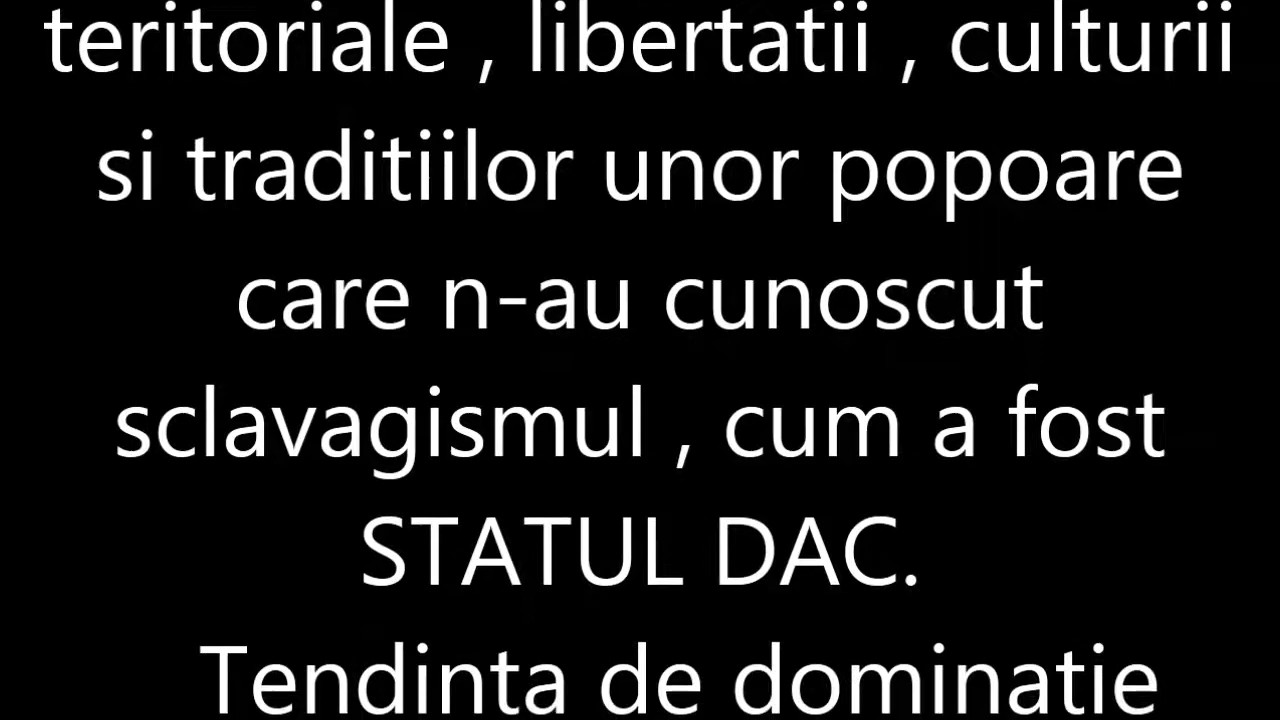 teritoriale , libertatii , culturii
si traditiilor unor popoare
care n-au cunoscut
sclavagismul , cum a fost
STATUL DAC.
Tendinta de dominatie